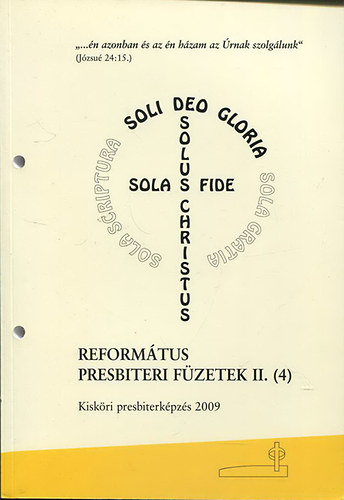 „...én azonban és az én házam az Úrnak szolgálunk"
(Józsué 24:15.)
SOLI DEO GLORIA
SOLUS CHRISTUS
SOLA FIDE
SOLA SCRIPTURA
SOLA GRATIA
REFORMÁTUS
PRESBITERI FÜZETEK II. (4)
Kisköri presbiterképzés 2009